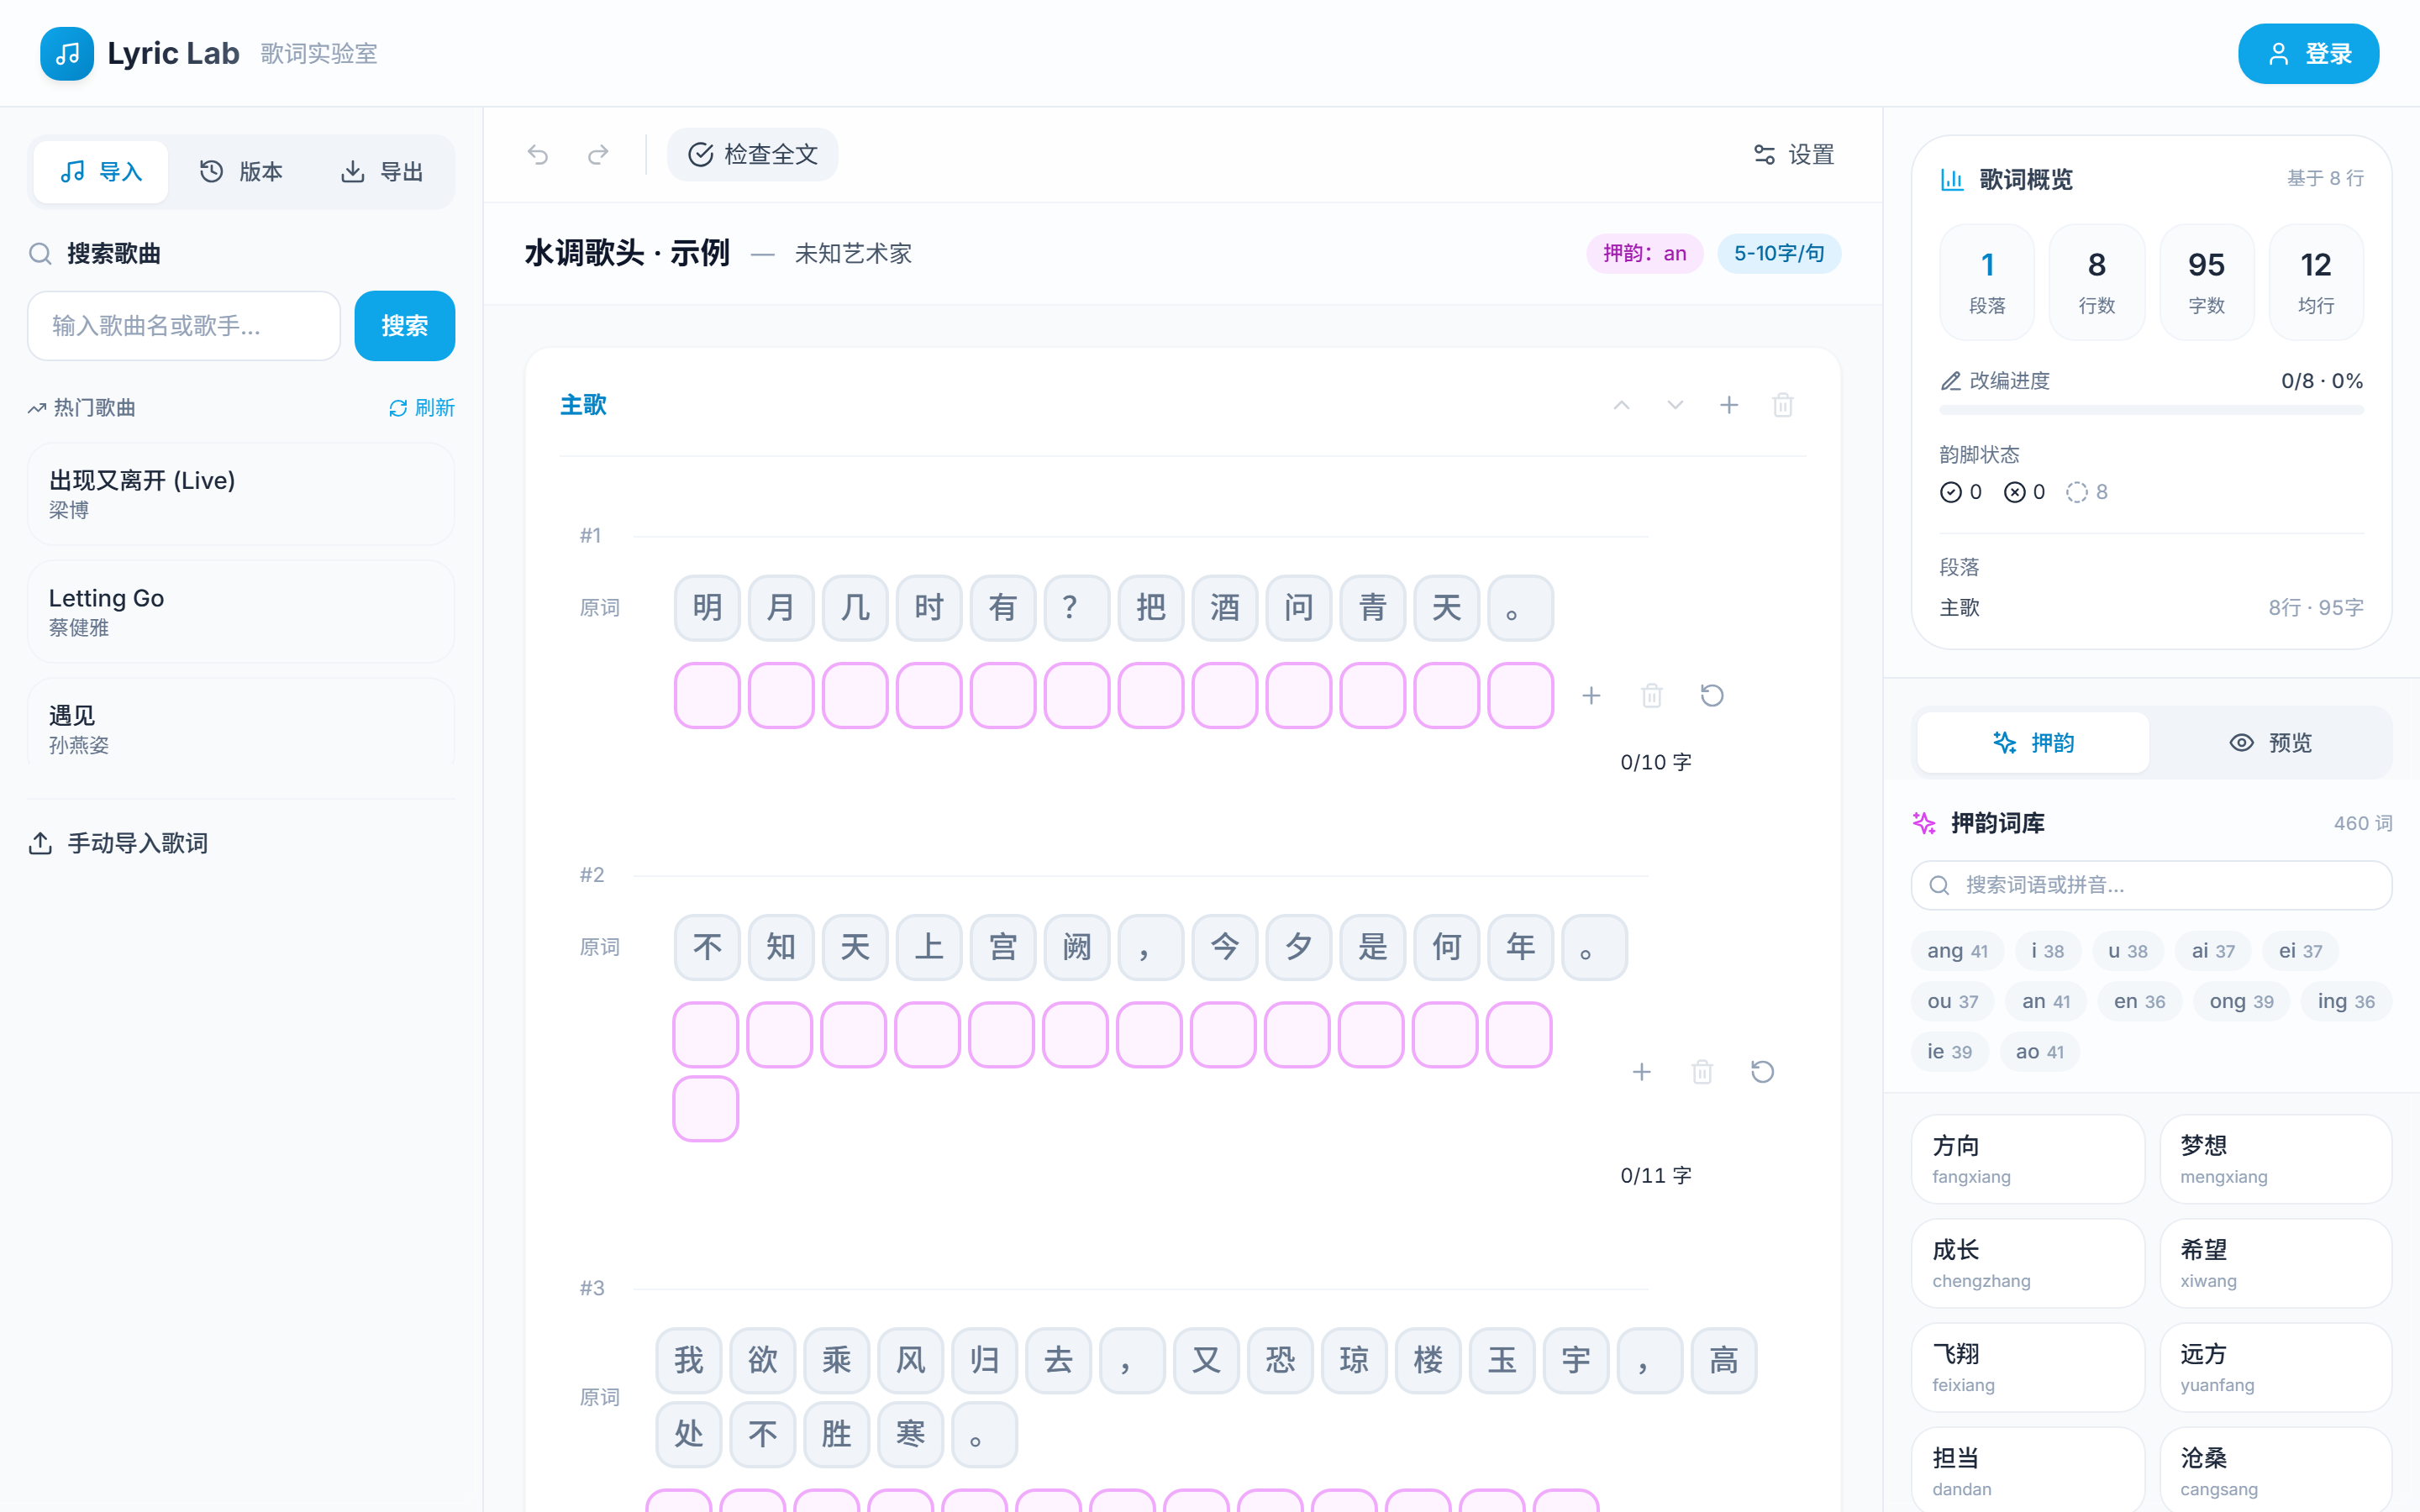 Lyric Lab 歌词实验室
登录
导入 版本 导出
搜索歌曲
输入歌曲名或歌手... 搜索
热门歌曲 刷新
出现又离开 (Live)
梁博
Letting Go
蔡健雅
遇见
孙燕姿
手动导入歌词
检查全文 设置
水调歌头 · 示例 — 未知艺术家 押韵：an 5-10字/句
主歌
#1
原词 明月几时有？把酒问青天。
0/10 字
#2
原词 不知天上宫阙，今夕是何年。
0/11 字
#3
原词 我欲乘风归去，又恐琼楼玉宇，高
处不胜寒。
歌词概览 基于 8 行
1 8 95 12
段落 行数 字数 均行
改编进度 0/8 · 0%
韵脚状态
0 0 8
段落
主歌 8行 · 95字
押韵 预览
押韵词库 460 词
搜索词语或拼音...
ang 41 i 38 u 38 ai 37 ei 37
ou 37 an 41 en 36 ong 39 ing 36
ie 39 ao 41
方向 梦想
fangxiang mengxiang
成长 希望
chengzhang xiwang
飞翔 远方
feixiang yuanfang
担当 沧桑
dandan cangsang